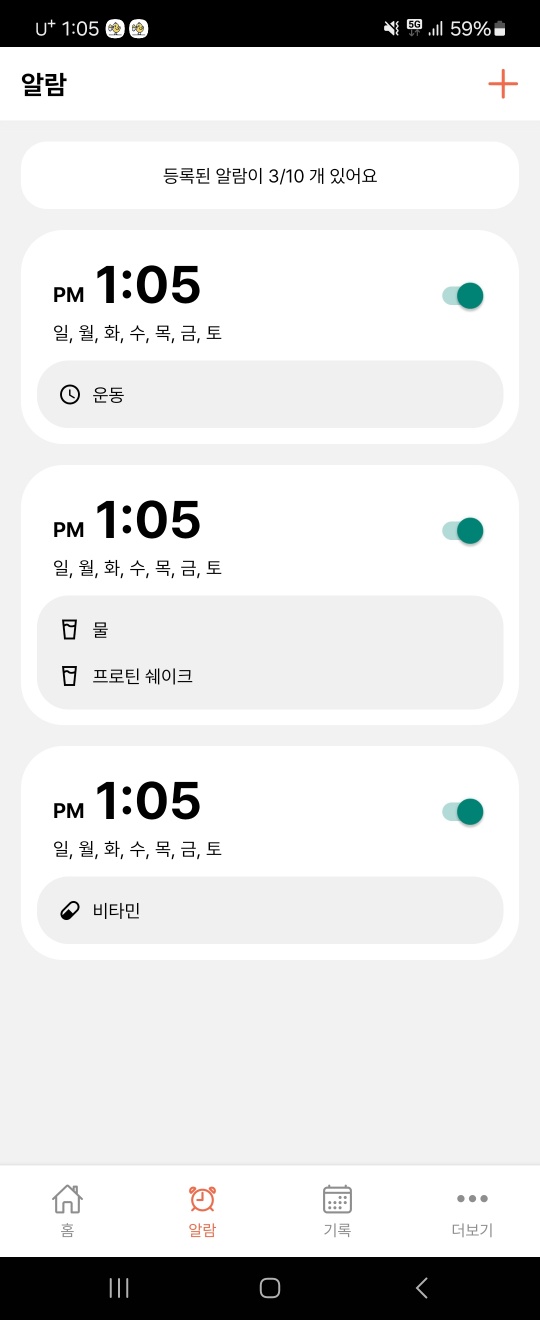 U⁺ 1:05 5G 59%
알람
등록된 알람이 3/10 개 있어요
PM 1:05
일, 월, 화, 수, 목, 금, 토
운동
PM 1:05
일, 월, 화, 수, 목, 금, 토
물
프로틴 쉐이크
PM 1:05
일, 월, 화, 수, 목, 금, 토
비타민
홈 알람 기록 더보기